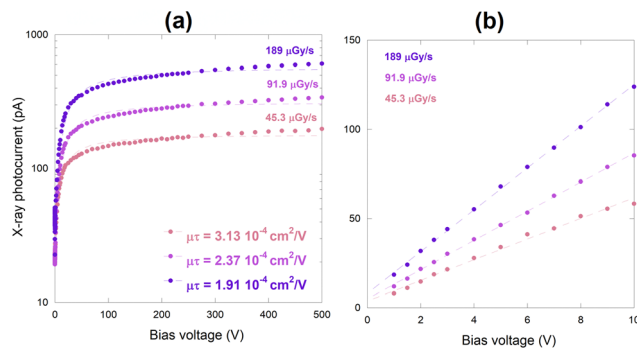 (a)
1000
100
10
X-ray photocurrent (pA)
189 μGy/s
91.9 μGy/s
45.3 μGy/s
μτ = 3.13 10⁻⁴ cm²/V
μτ = 2.37 10⁻⁴ cm²/V
μτ = 1.91 10⁻⁴ cm²/V
0 100 200 300 400 500
Bias voltage (V)
(b)
150
100
50
0
189 μGy/s
91.9 μGy/s
45.3 μGy/s
0 2 4 6 8 10
Bias voltage (V)